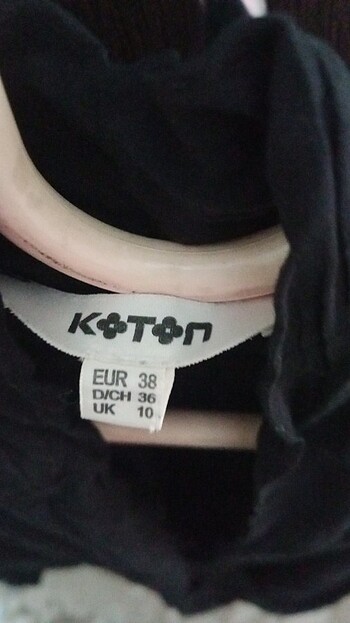 KOTON
EUR 38
D/CH 36
UK 10